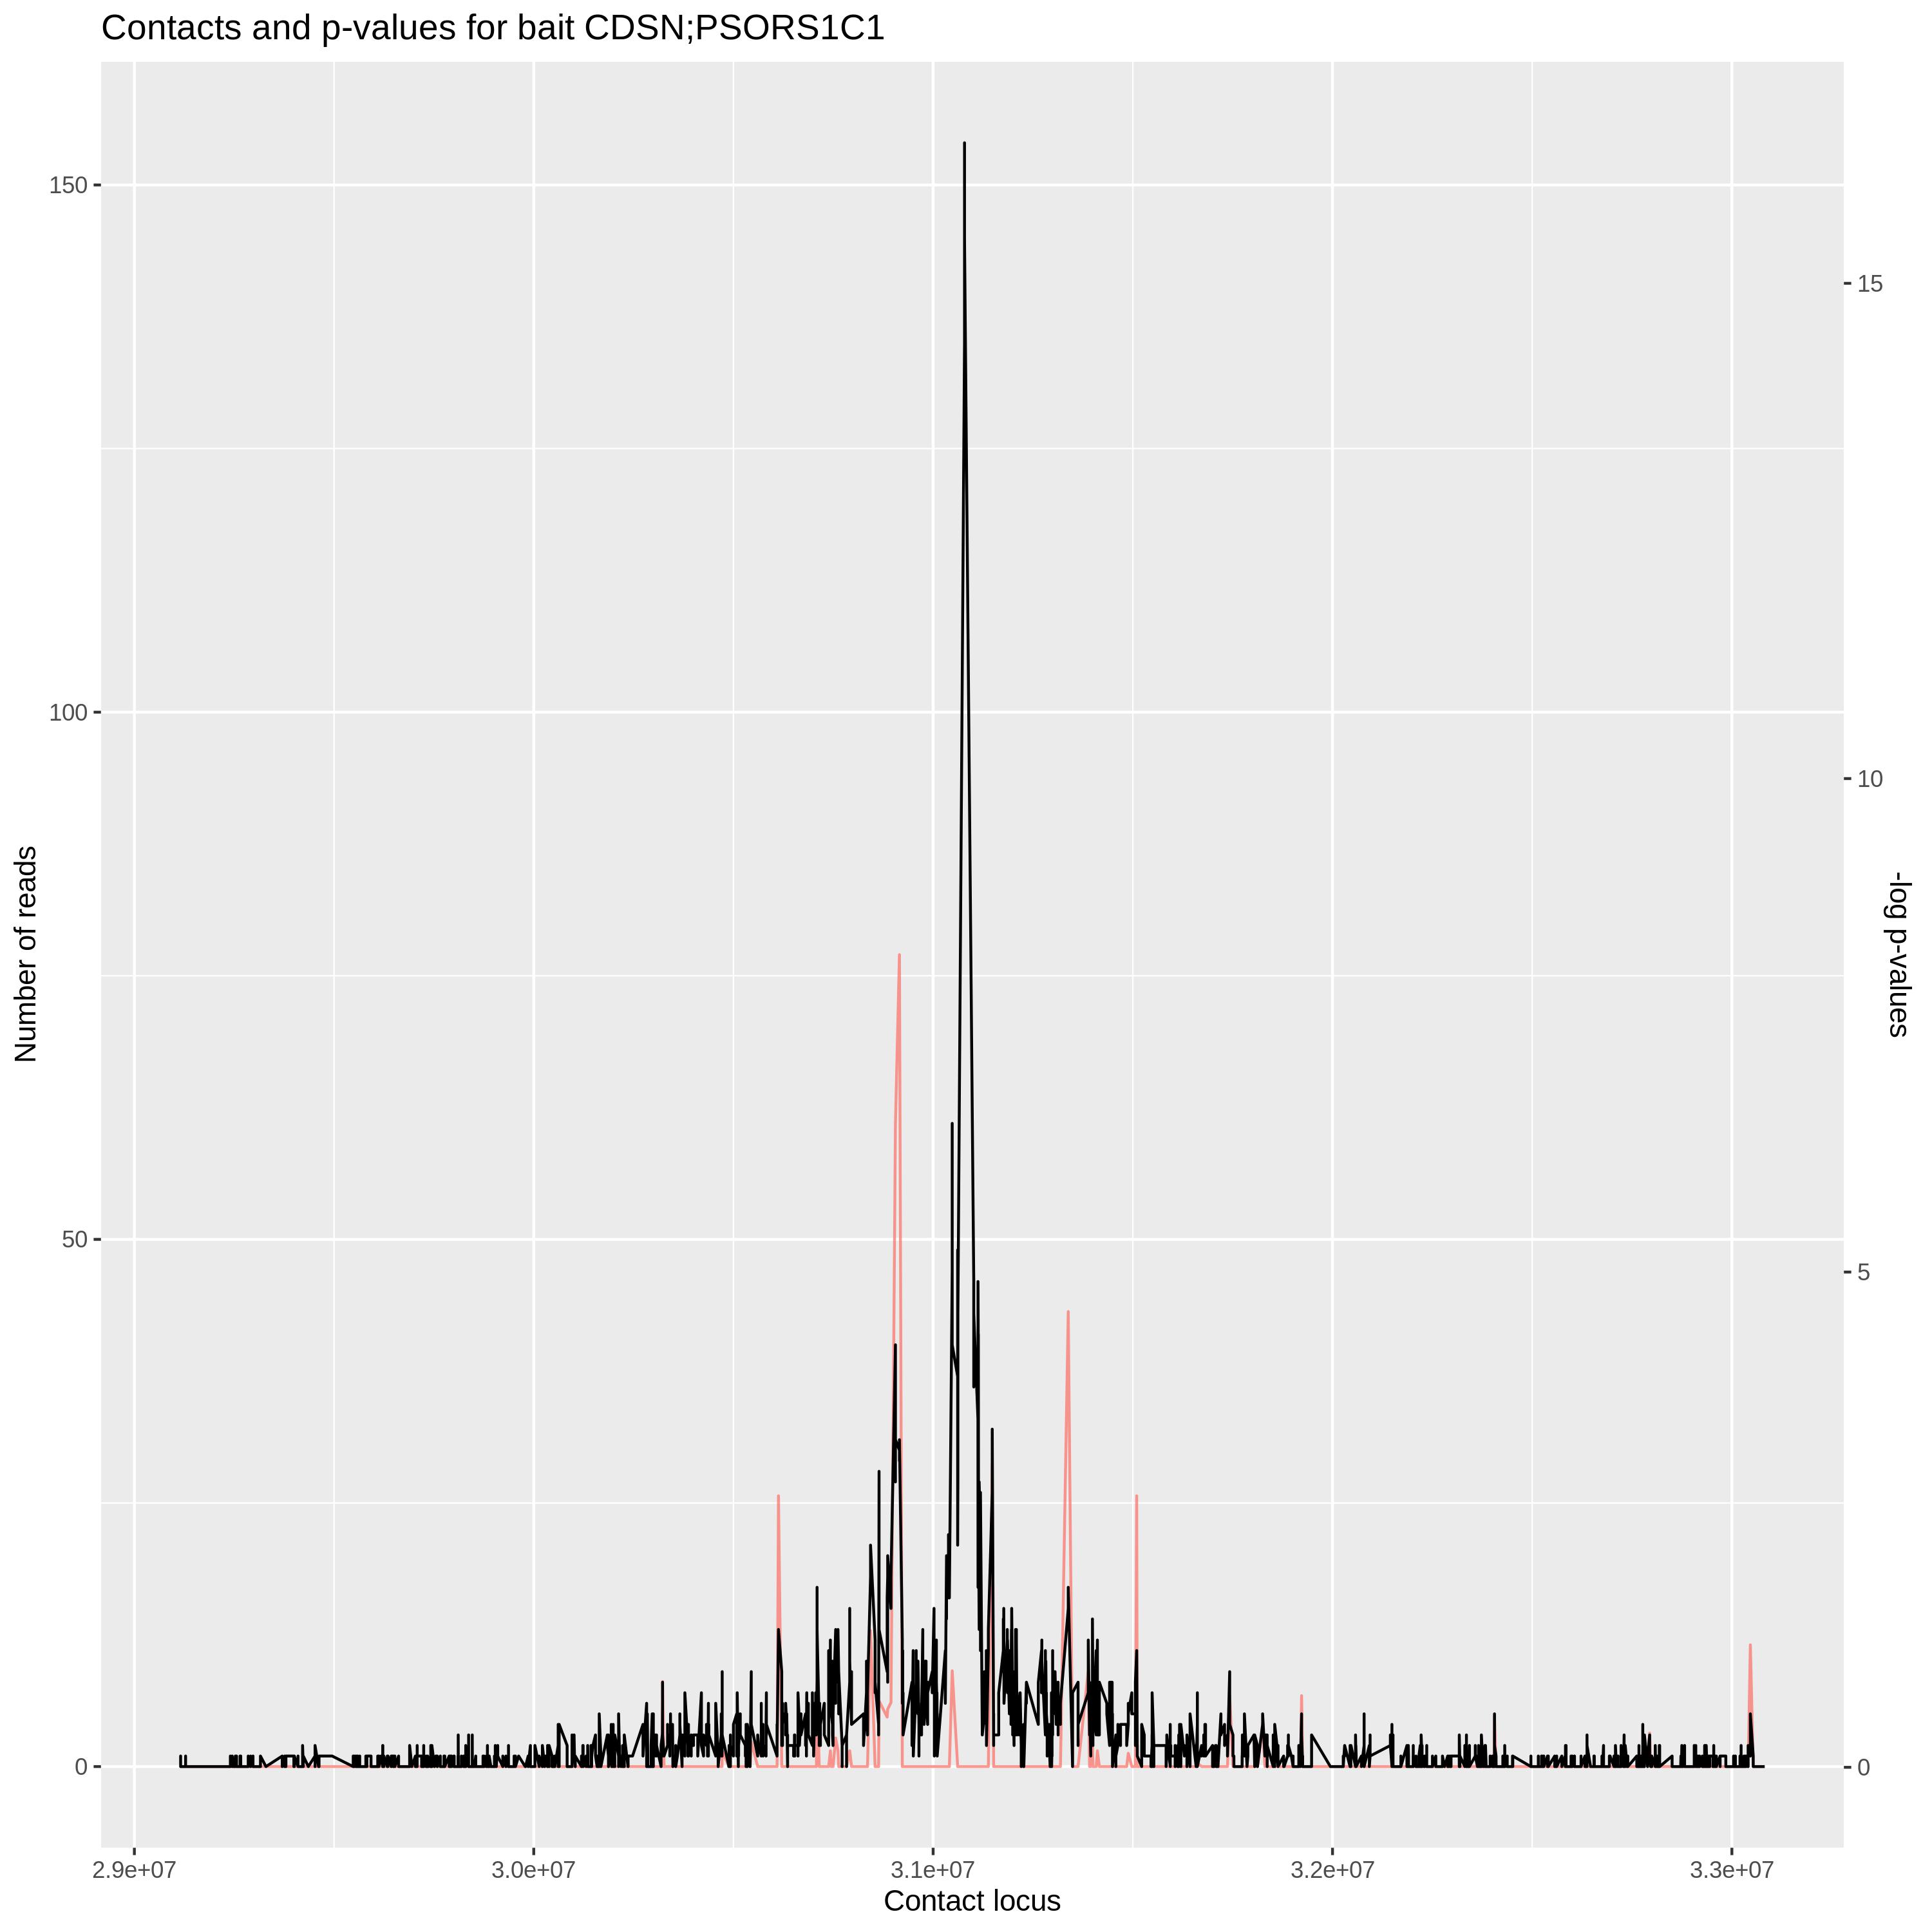 Contacts and p-values for bait CDSN;PSORS1C1
150
100
50
0
Number of reads
15
10
5
0
-log p-values
2.9e+07
3.0e+07
3.1e+07
3.2e+07
3.3e+07
Contact locus